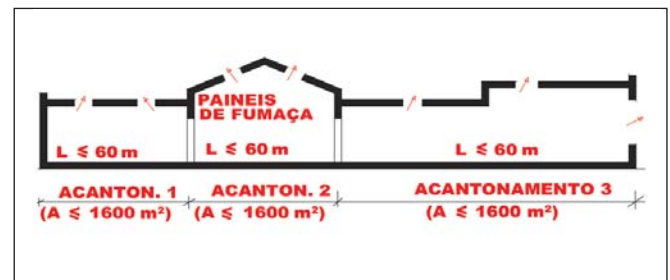 PAINEIS
DE FUMAÇA
L ≤ 60 m
L ≤ 60 m
L ≤ 60 m
ACANTON. 1
(A ≤ 1600 m²)
ACANTON. 2
(A ≤ 1600 m²)
ACANTONAMENTO 3
(A ≤ 1600 m²)